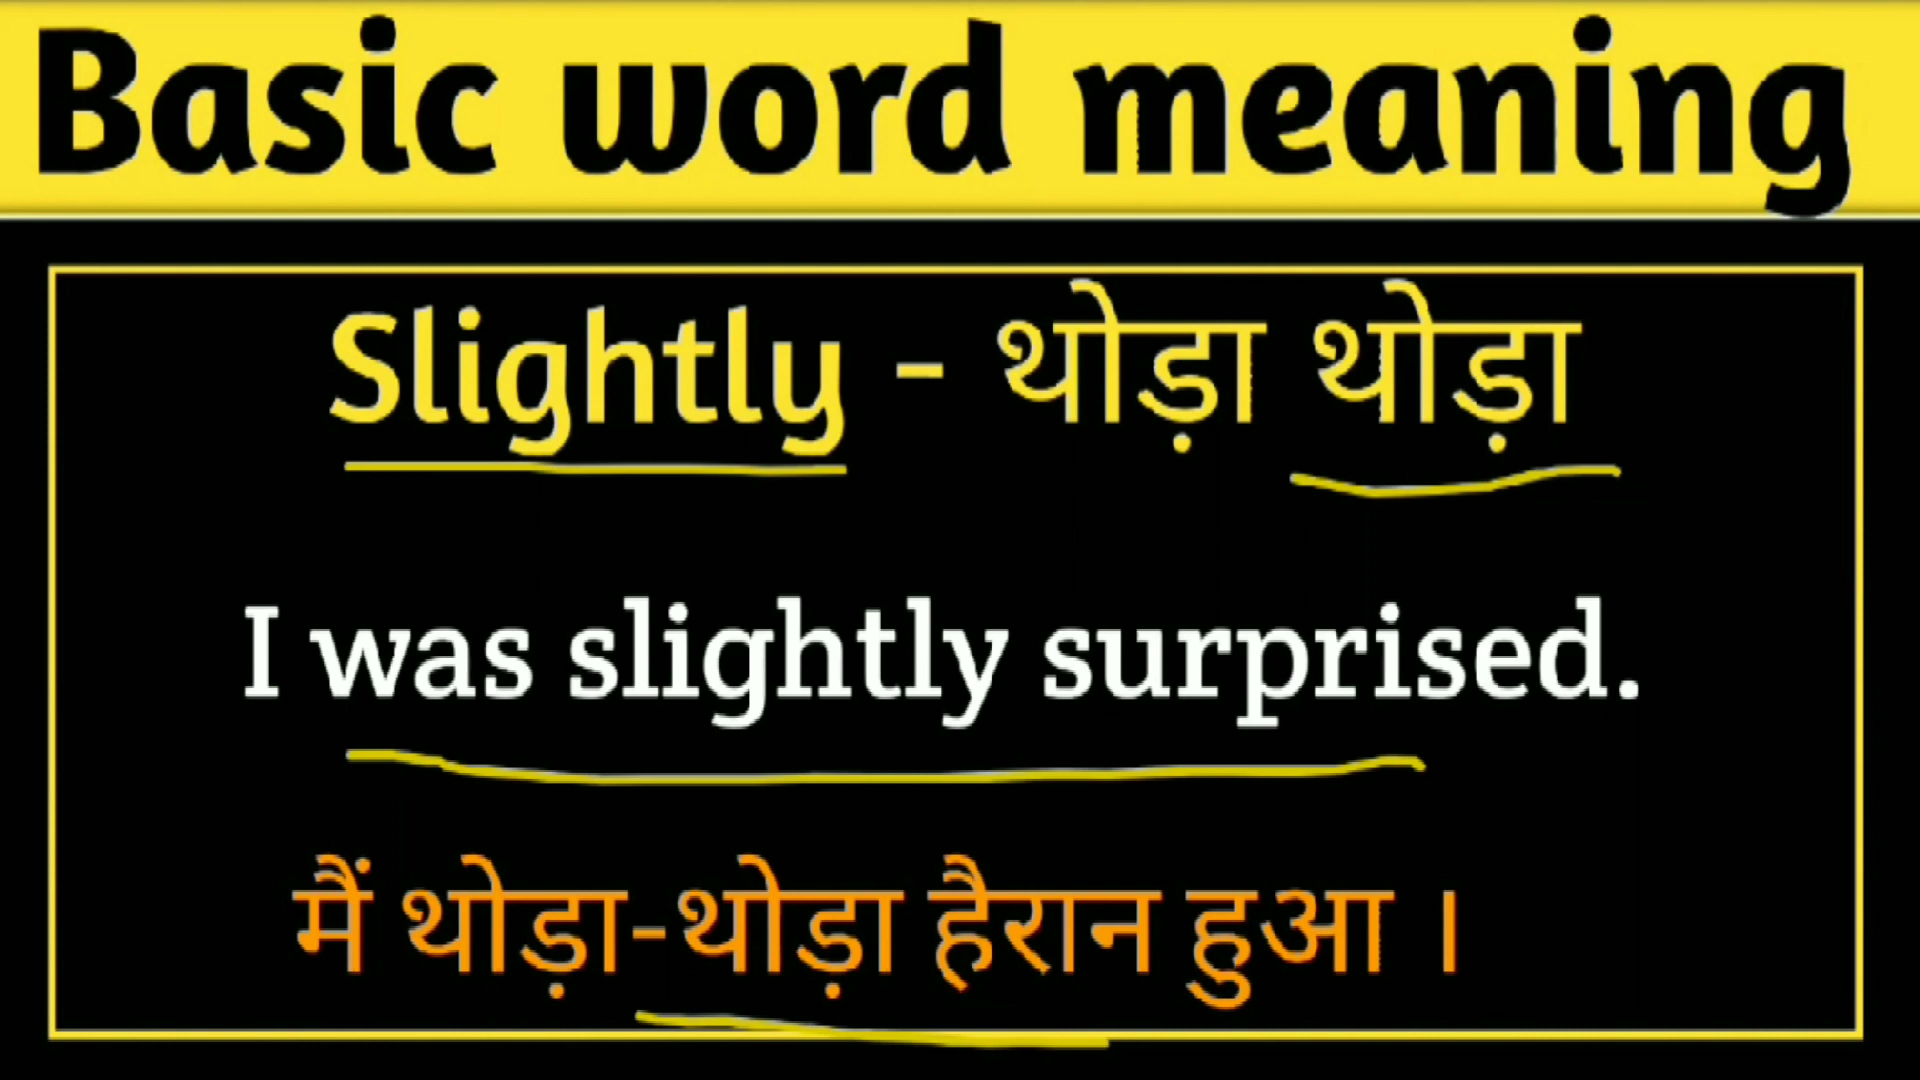 Basic word meaning
Slightly - थोड़ा थोड़ा
I was slightly surprised.
मैं थोड़ा-थोड़ा हैरान हुआ ।